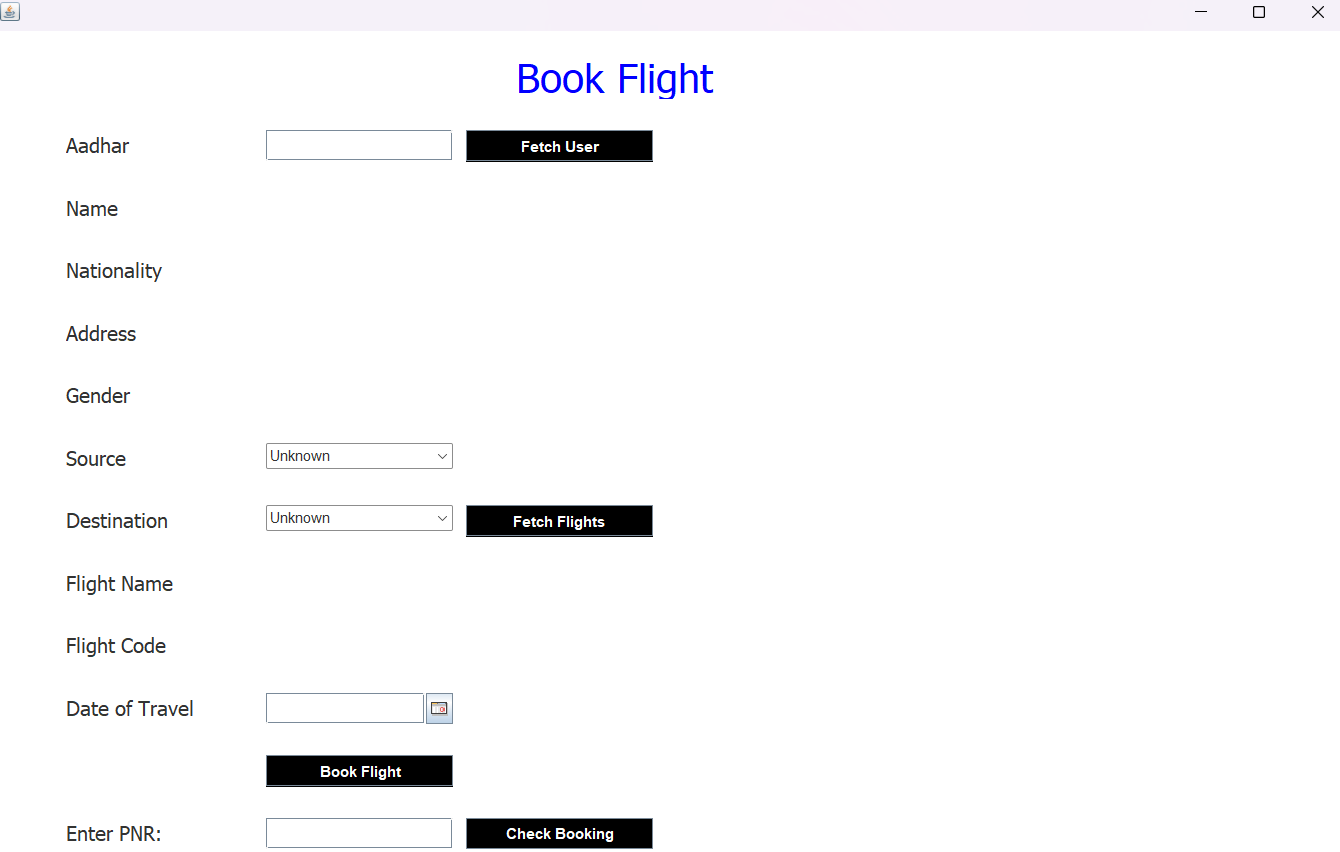 Book Flight
Aadhar Fetch User
Name
Nationality
Address
Gender
Source Unknown
Destination Unknown Fetch Flights
Flight Name
Flight Code
Date of Travel
Book Flight
Enter PNR: Check Booking